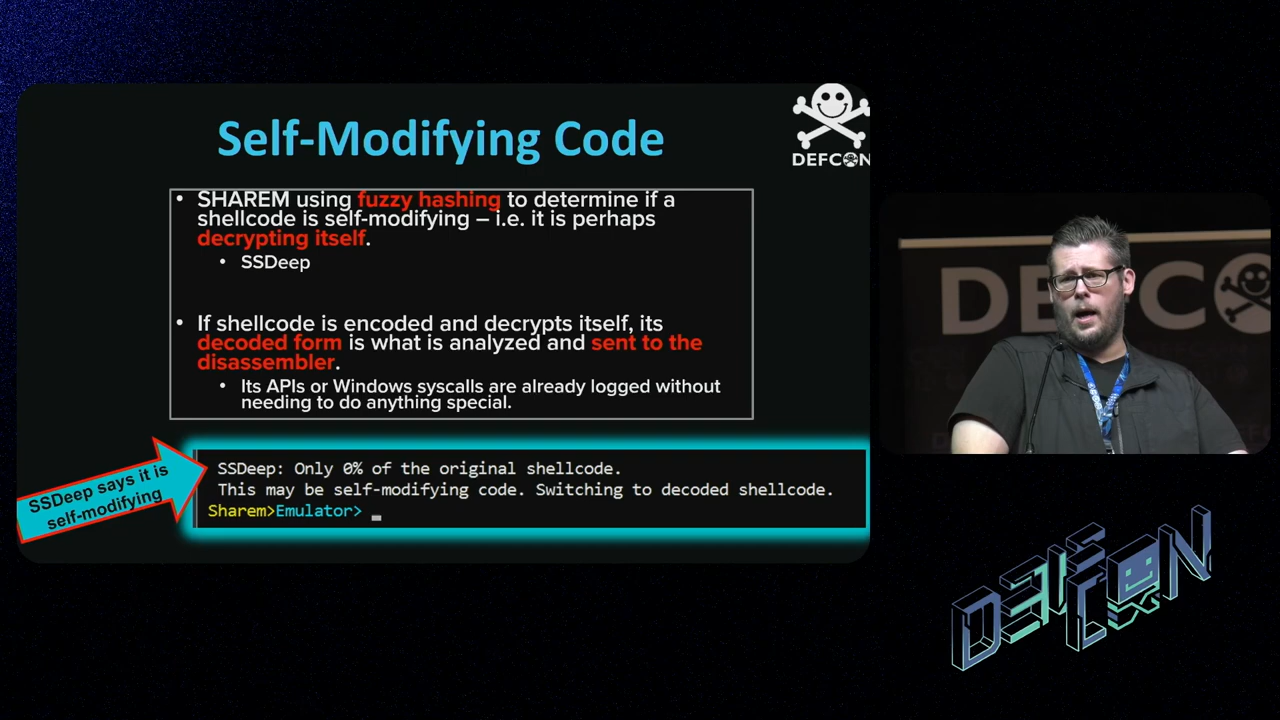 Self-Modifying Code
DEFCON
• SHAREM using fuzzy hashing to determine if a
shellcode is self-modifying – i.e. it is perhaps
decrypting itself.
• SSDeep
• If shellcode is encoded and decrypts itself, its
decoded form is what is analyzed and sent to the
disassembler.
• Its APIs or Windows syscalls are already logged without
needing to do anything special.
SSDeep says it is
self-modifying
SSDeep: Only 0% of the original shellcode.
This may be self-modifying code. Switching to decoded shellcode.
Sharem>Emulator> _
DEFC
DEFCON